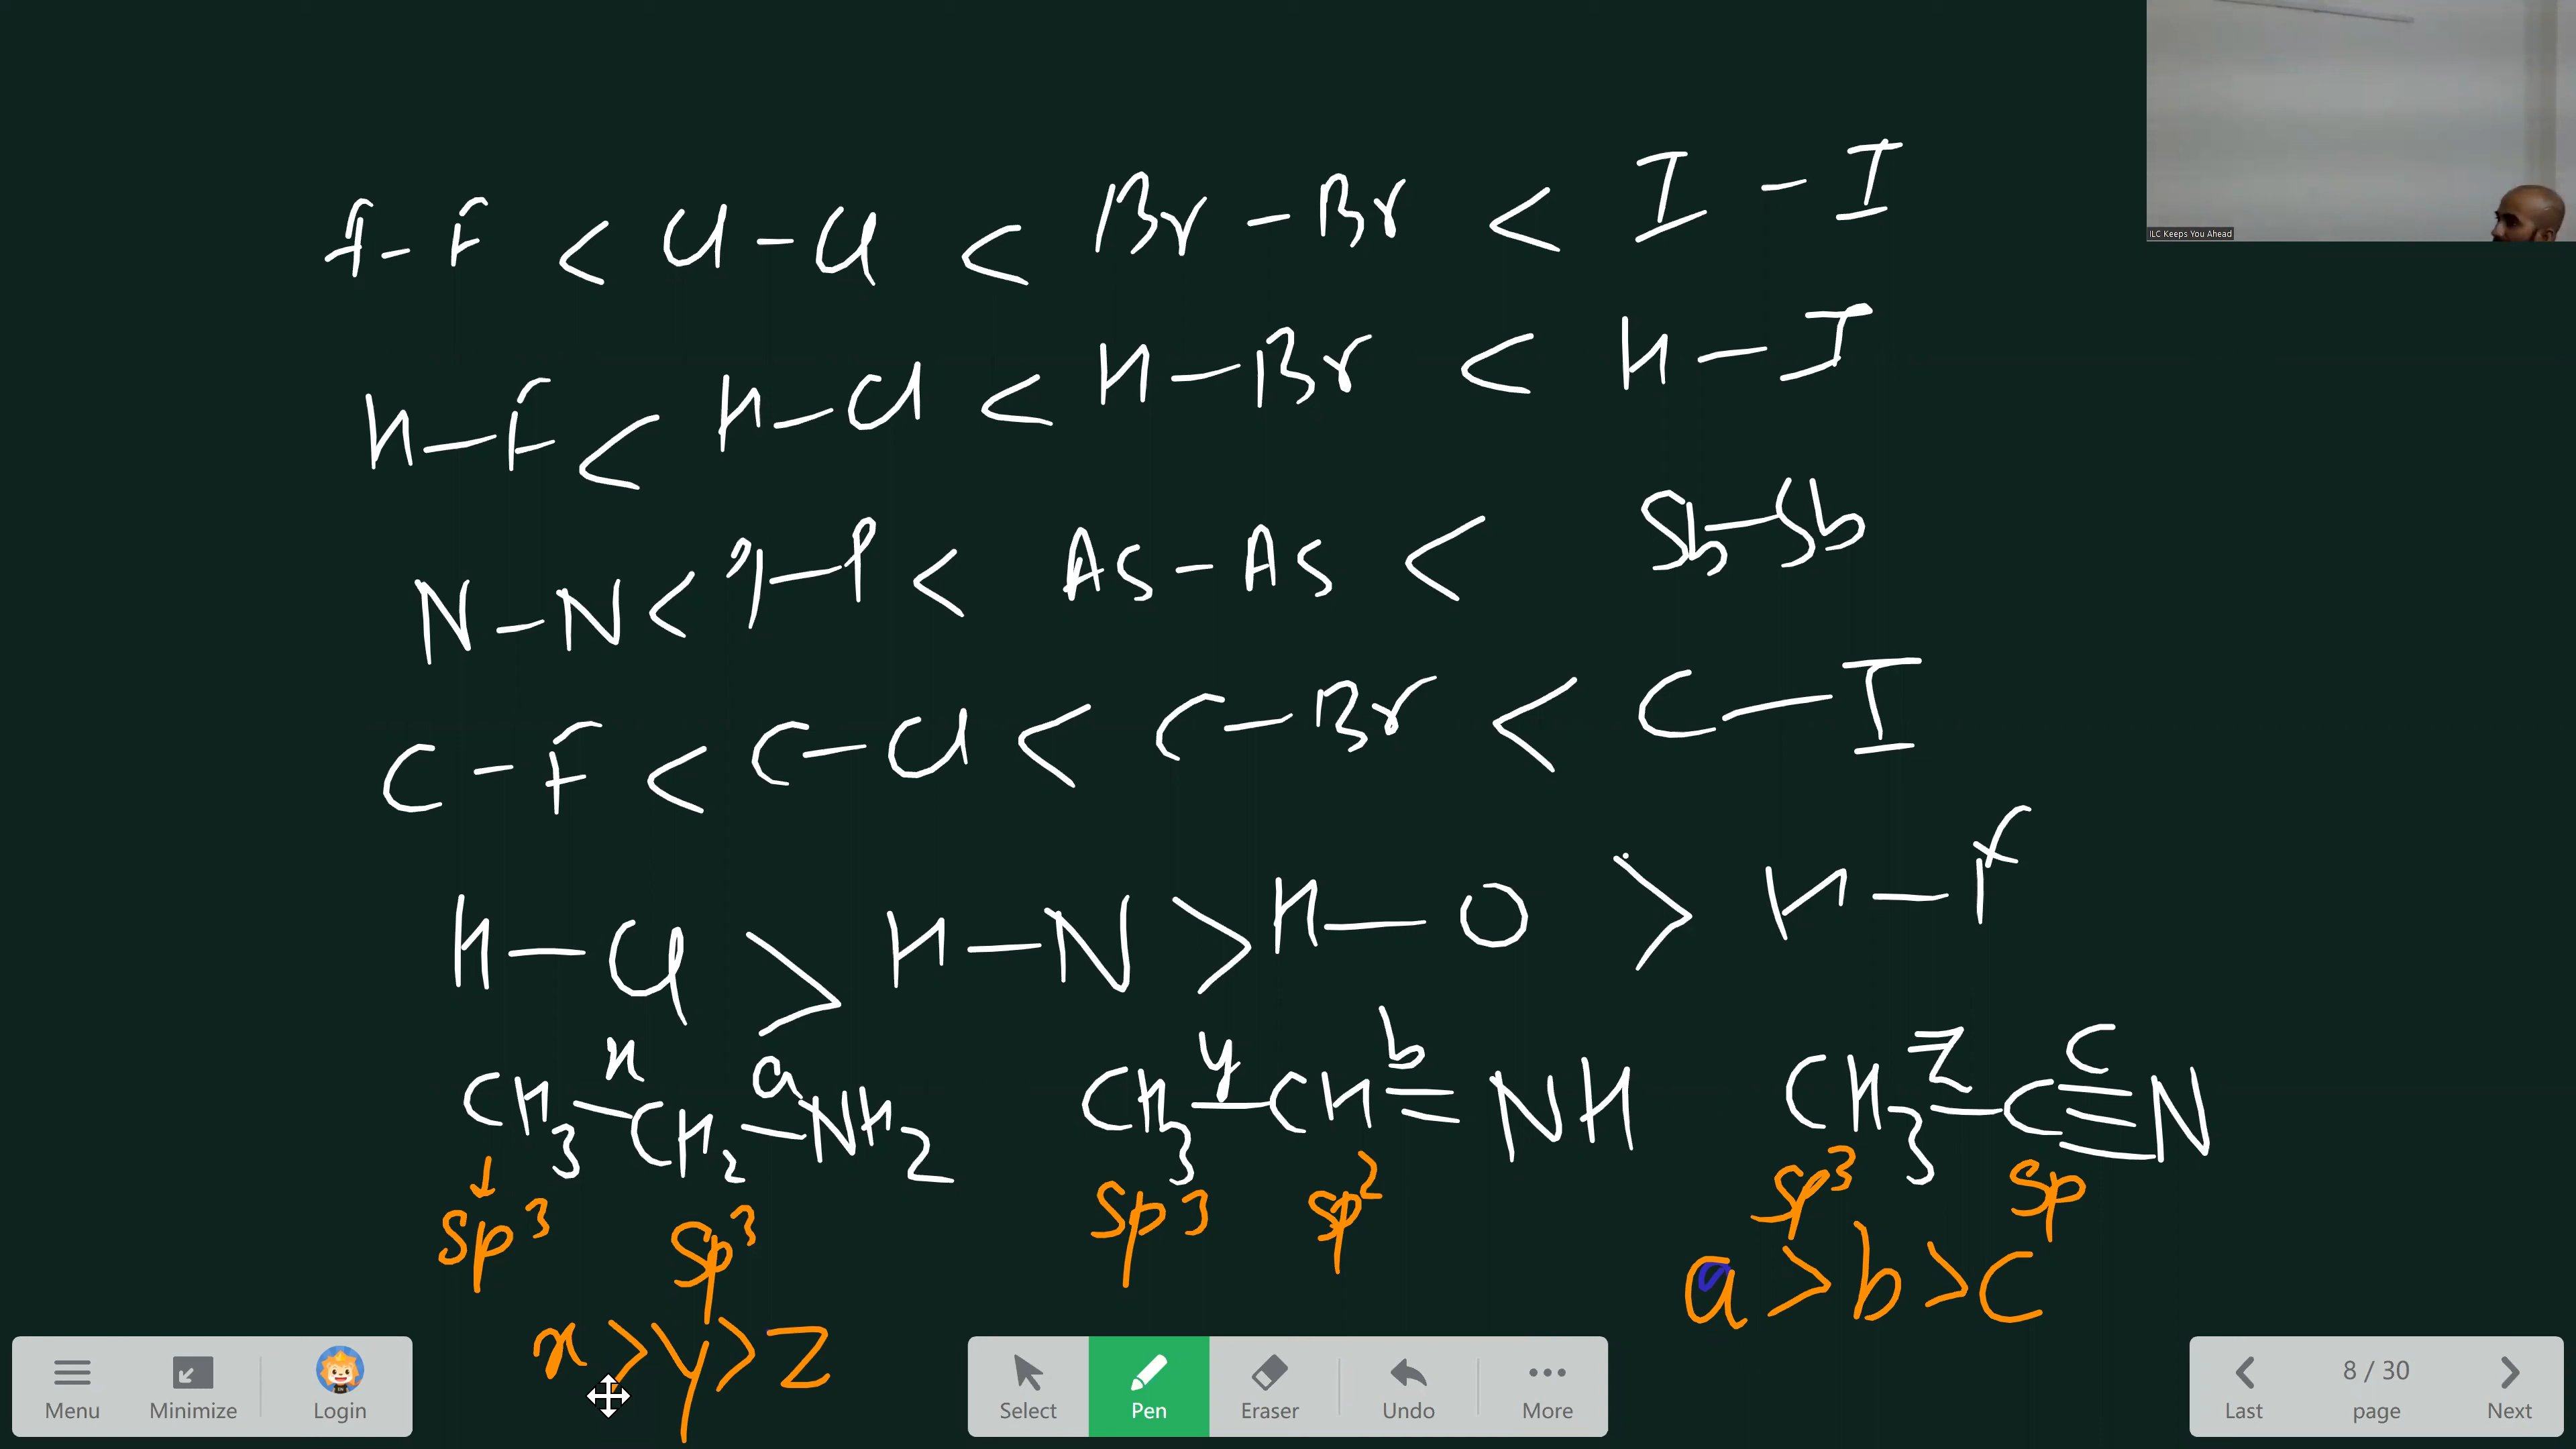 F-F < Cl-Cl < Br-Br < I-I
ILC Keeps You Ahead
H-F < H-Cl < H-Br < H-I
N-N < P-P < As-As < Sb-Sb
C-F < C-Cl < C-Br < C-I
H-Cl > H-N > H-O > H-F
x a y b z c
CH3-CH2-NH2 CH3-CH=NH CH3-C≡N
↓
sp³ sp³ sp³ sp² sp³ sp
x > y > z a > b > c
Menu Minimize Login Select Pen Eraser Undo More Last 8 / 30 page Next